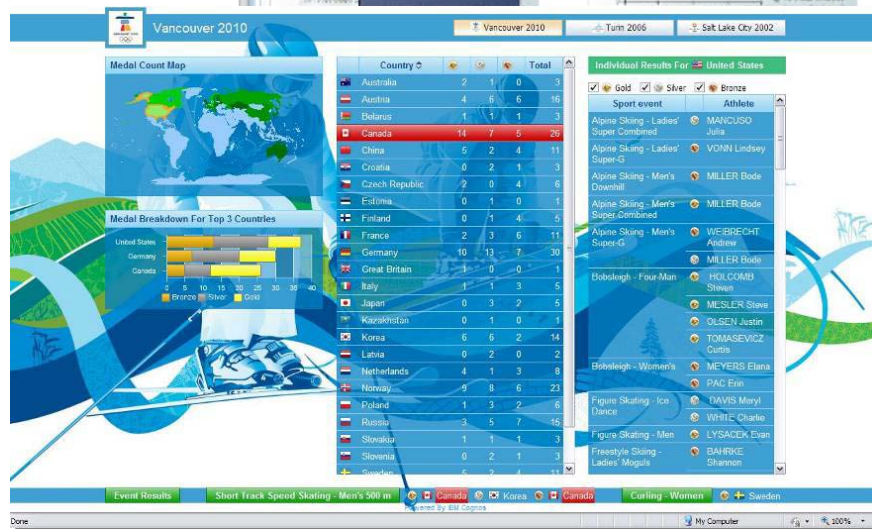 Vancouver 2010
Vancouver 2010
Turin 2006
Salt Lake City 2002
Medal Count Map
Medal Breakdown For Top 3 Countries
United States
Germany
Canada
0 5 10 15 20 25 30 35 40
Bronze Silver Gold
Country Total
Australia 2 1 0 3
Austria 4 6 6 16
Belarus 1 1 1 3
Canada 14 7 5 26
China 5 2 4 11
Croatia 0 2 1 3
Czech Republic 2 0 4 6
Estonia 0 1 0 1
Finland 0 1 4 5
France 2 3 6 11
Germany 10 13 7 30
Great Britain 1 0 0 1
Italy 1 1 3 5
Japan 0 3 2 5
Kazakhstan 0 1 0 1
Korea 6 6 2 14
Latvia 0 2 0 2
Netherlands 4 1 3 8
Norway 9 8 6 23
Poland 1 3 2 6
Russia 3 5 7 15
Slovakia 1 1 1 3
Slovenia 0 2 1 3
Sweden 5 2 4 11
Individual Results For United States
Gold Silver Bronze
Sport event Athlete
Alpine Skiing - Ladies' Super Combined
MANCUSO Julia
Alpine Skiing - Ladies' Super-G
VONN Lindsey
Alpine Skiing - Men's Downhill
MILLER Bode
Alpine Skiing - Men's Super Combined
MILLER Bode
Alpine Skiing - Men's Super-G
WEIBRECHT Andrew
MILLER Bode
Bobsleigh - Four-Man
HOLCOMB Steven
MESLER Steve
OLSEN Justin
TOMASEVICZ Curtis
Bobsleigh - Women's
MEYERS Elana
PAC Erin
Figure Skating - Ice Dance
DAVIS Meryl
WHITE Charlie
Figure Skating - Men
LYSACEK Evan
Freestyle Skiing - Ladies' Moguls
BAHRKE Shannon
Event Results
Short Track Speed Skating - Men's 500 m
Canada
Korea
Canada
Curling - Women
Sweden
Powered By IBM Cognos
Done
My Computer
100%